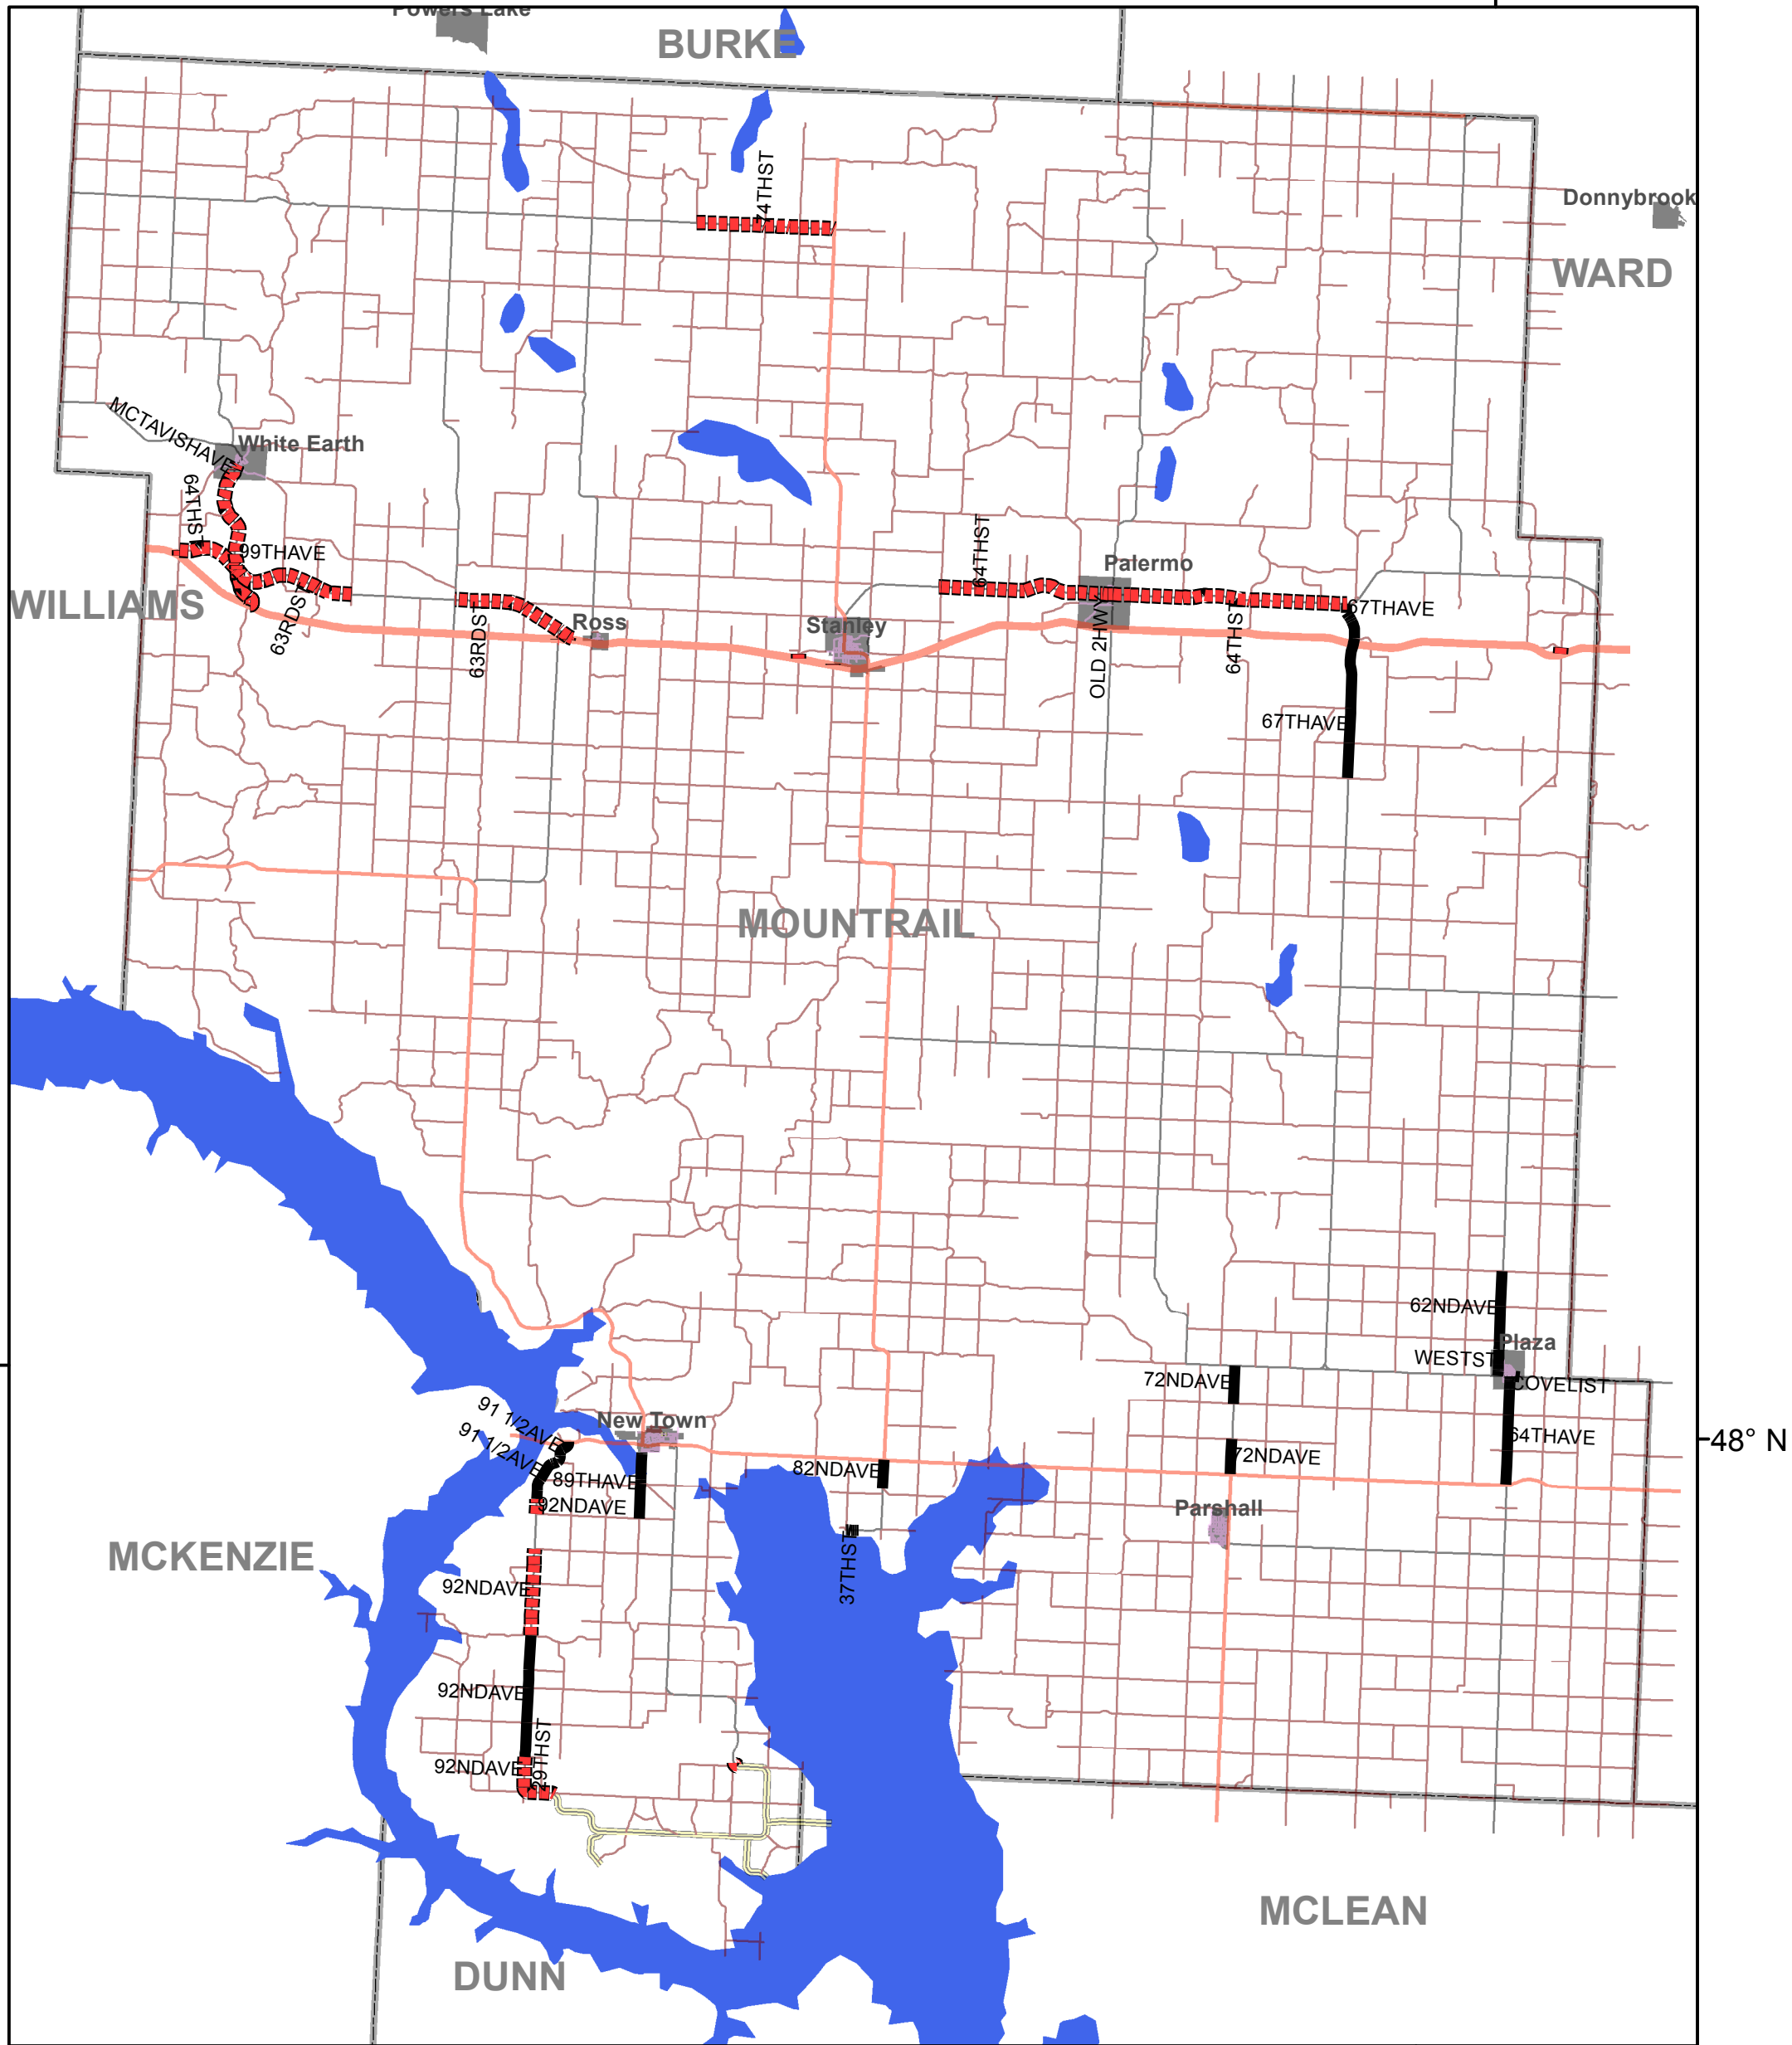 Powers Lake
BURKE
74THST
Donnybrook
WARD
MCTAVISHAVE
White Earth
64THST
99THAVE
64THST
Palermo
WILLIAMS
63RDST
63RDST
Ross
Stanley
OLD 2HWY
64THST
67THAVE
67THAVE
MOUNTRAIL
62NDAVE
Plaza
WESTST
72NDAVE
COVELIST
91 1/2AVE
New Town
91 1/2AVE
64THAVE
48° N
72NDAVE
82NDAVE
89THAVE
92NDAVE
Parshall
37THST
MCKENZIE
92NDAVE
92NDAVE
29THST
92NDAVE
MCLEAN
DUNN